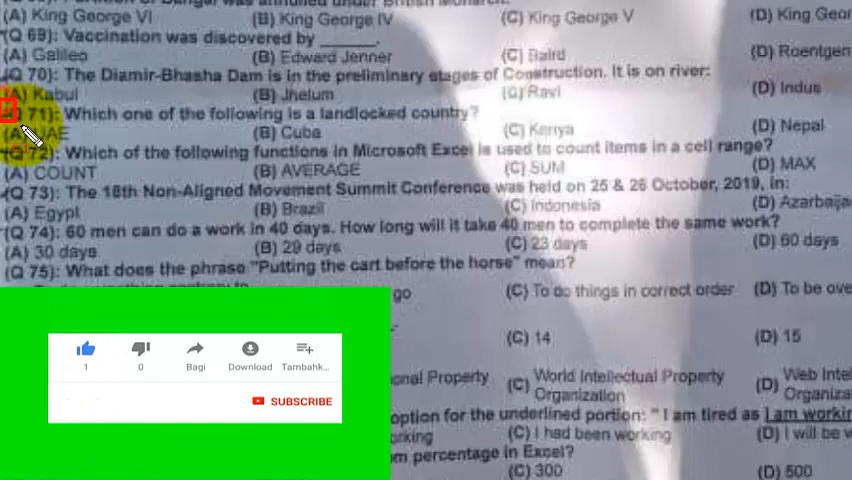 (A) King George VI (B) King George IV (C) King George V (D) King Geor
(Q 69): Vaccination was discovered by ______.
(A) Galileo (B) Edward Jenner (C) Baird (D) Roentgen
(Q 70): The Diamir-Bhasha Dam is in the preliminary stages of Construction. It is on river:
(A) Kabul (B) Jhelum (C) Ravi (D) Indus
71): Which one of the following is a landlocked country?
(A) UAE (B) Cuba (C) Kenya (D) Nepal
(Q 72): Which of the following functions in Microsoft Excel is used to count items in a cell range?
(A) COUNT (B) AVERAGE (C) SUM (D) MAX
(Q 73): The 18th Non-Aligned Movement Summit Conference was held on 25 & 26 October, 2019, in:
(A) Egypt (B) Brazil (C) Indonesia (D) Azarbaija
(Q 74): 60 men can do a work in 40 days. How long will it take 40 men to complete the same work?
(A) 30 days (B) 29 days (C) 23 days (D) 60 days
(Q 75): What does the phrase "Putting the cart before the horse" mean?
go (C) To do things in correct order (D) To be ove
(C) 14 (D) 15
onal Property (C) World Intellectual Property (D) Web Inte
Organization Organiza
option for the underlined portion: " I am tired as I am workin
orking (C) I had been working (D) I will be w
m percentage in Excel?
(C) 300 (D) 500
1 0 Bagi Download Tambahk...
SUBSCRIBE